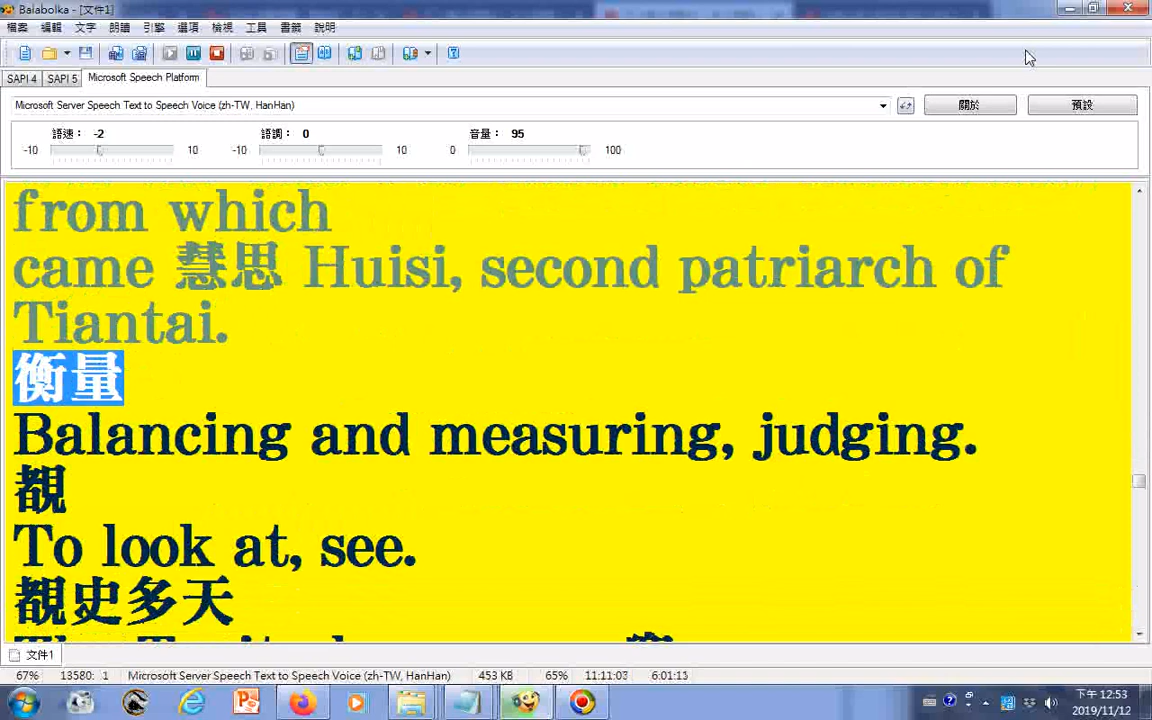 Balabolka - [文件1]
檔案 編輯 文字 朗讀 引擎 選項 檢視 工具 書籤 說明
SAPI 4 SAPI 5 Microsoft Speech Platform
Microsoft Server Speech Text to Speech Voice (zh-TW, HanHan) 關於 預設
語速： -2 語調： 0 音量： 95
-10 10 -10 10 0 100
from which
came 慧思 Huisi, second patriarch of
Tiantai.
衡量
Balancing and measuring, judging.
覩
To look at, see.
覩史多天
文件1
67% 13580: 1 Microsoft Server Speech Text to Speech Voice (zh-TW, HanHan) 453 KB 65% 11:11:03 6:01:13
下午 12:53
2019/11/12